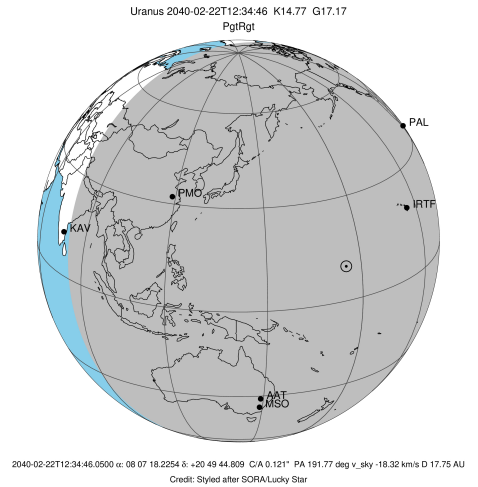 Uranus 2040-02-22T12:34:46 K14.77 G17.17
PgtRgt
PAL
PMO
IRTF
KAV
AAT
MSO
2040-02-22T12:34:46.0500 α: 08 07 18.2254 δ: +20 49 44.809 C/A 0.121" PA 191.77 deg v_sky -18.32 km/s D 17.75 AU
Credit: Styled after SORA/Lucky Star